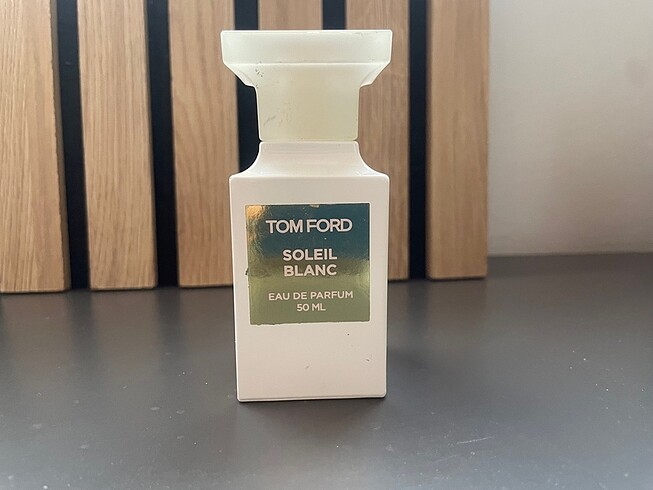 TOM FORD
SOLEIL
BLANC
EAU DE PARFUM
50 ML